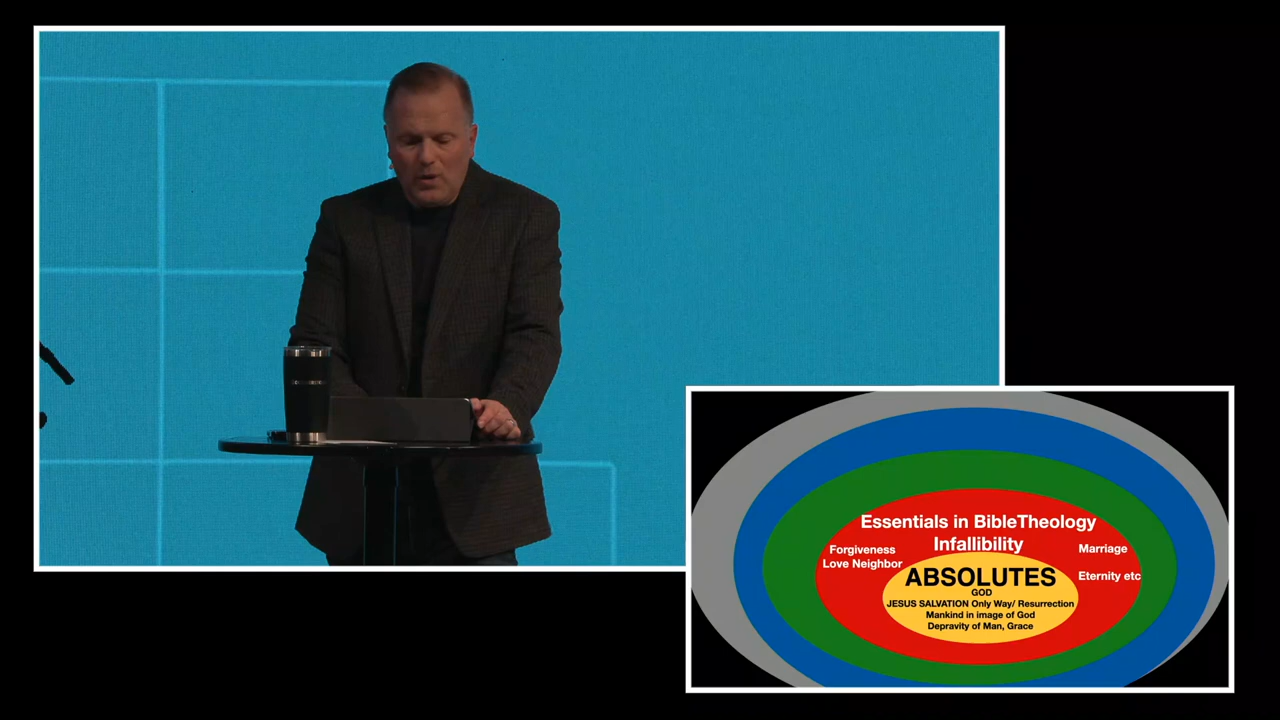 Essentials in BibleTheology
Infallibility
Forgiveness
Love Neighbor
Marriage
Eternity etc
ABSOLUTES
GOD
JESUS SALVATION Only Way/ Resurrection
Mankind in image of God
Depravity of Man, Grace